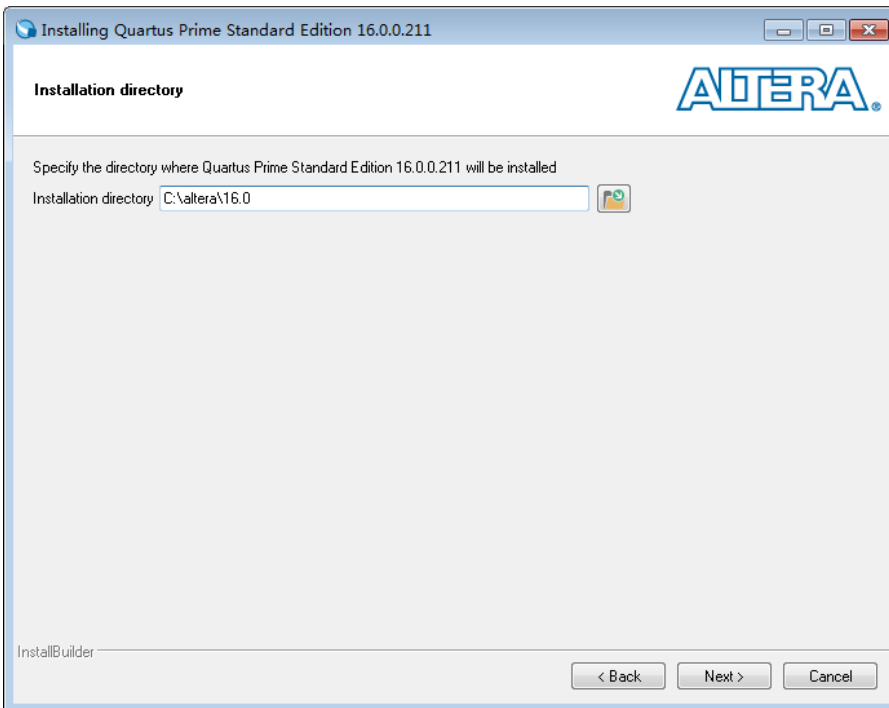 Installing Quartus Prime Standard Edition 16.0.0.211
Installation directory
ALTERA®
Specify the directory where Quartus Prime Standard Edition 16.0.0.211 will be installed
Installation directory C:\altera\16.0
InstallBuilder
< Back Next > Cancel